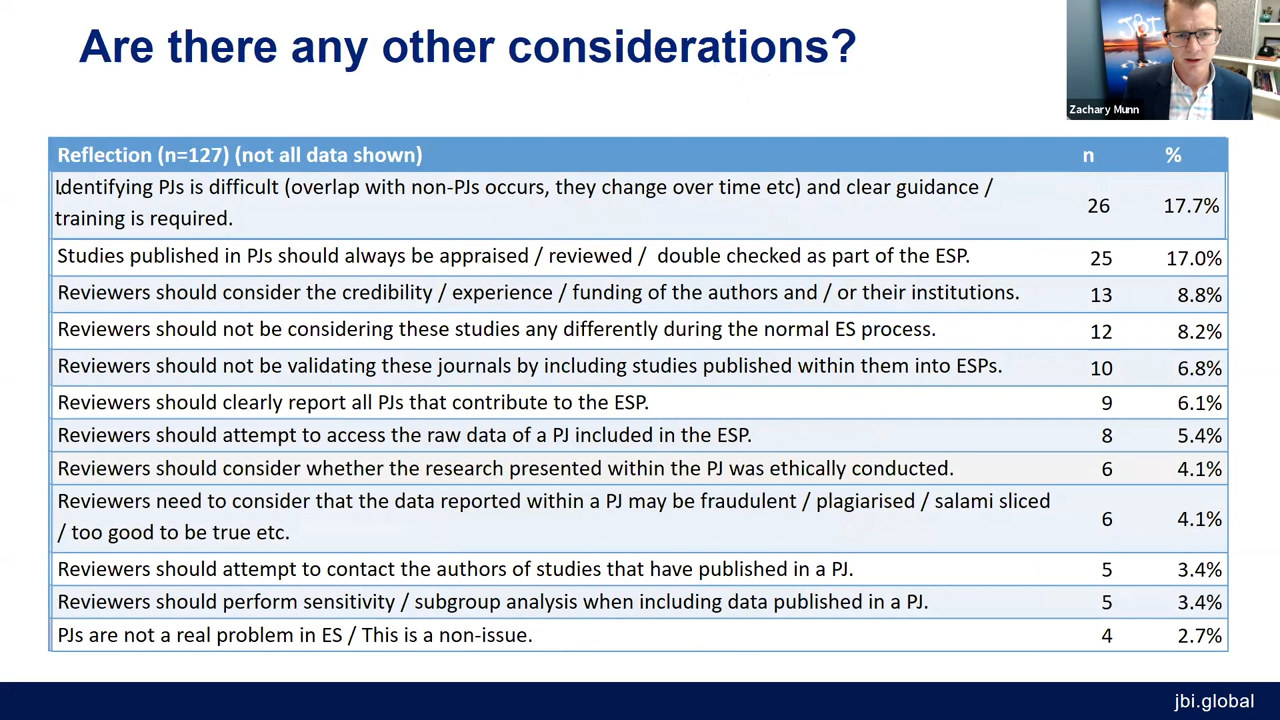 Are there any other considerations?
JBI
Zachary Munn
Reflection (n=127) (not all data shown) n %
Identifying PJs is difficult (overlap with non-PJs occurs, they change over time etc) and clear guidance /
training is required. 26 17.7%
Studies published in PJs should always be appraised / reviewed / double checked as part of the ESP. 25 17.0%
Reviewers should consider the credibility / experience / funding of the authors and / or their institutions. 13 8.8%
Reviewers should not be considering these studies any differently during the normal ES process. 12 8.2%
Reviewers should not be validating these journals by including studies published within them into ESPs. 10 6.8%
Reviewers should clearly report all PJs that contribute to the ESP. 9 6.1%
Reviewers should attempt to access the raw data of a PJ included in the ESP. 8 5.4%
Reviewers should consider whether the research presented within the PJ was ethically conducted. 6 4.1%
Reviewers need to consider that the data reported within a PJ may be fraudulent / plagiarised / salami sliced
/ too good to be true etc. 6 4.1%
Reviewers should attempt to contact the authors of studies that have published in a PJ. 5 3.4%
Reviewers should perform sensitivity / subgroup analysis when including data published in a PJ. 5 3.4%
PJs are not a real problem in ES / This is a non-issue. 4 2.7%
jbi.global